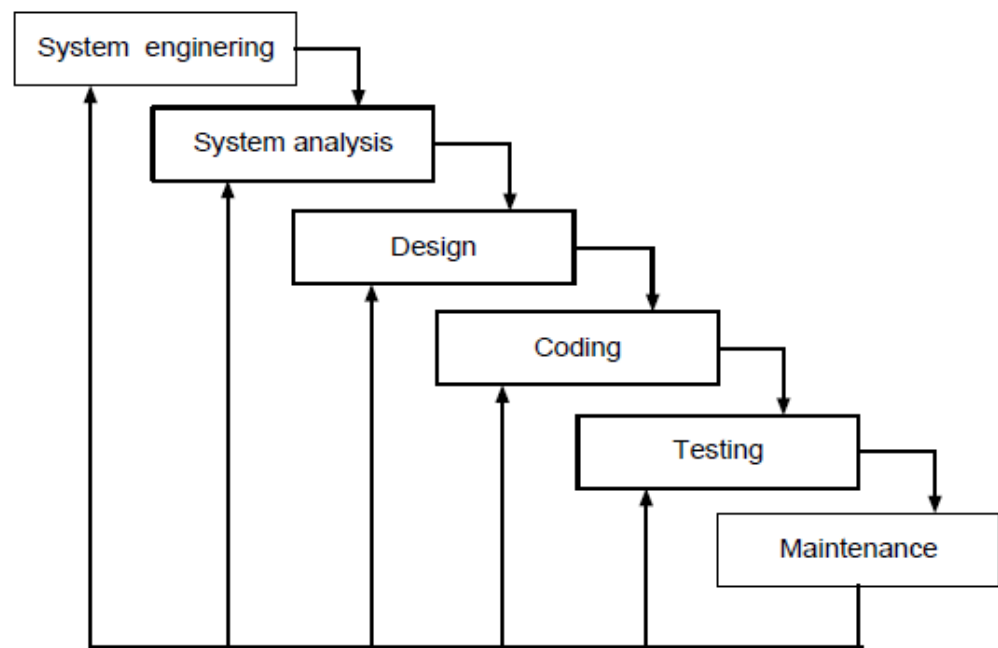 System enginering
System analysis
Design
Coding
Testing
Maintenance